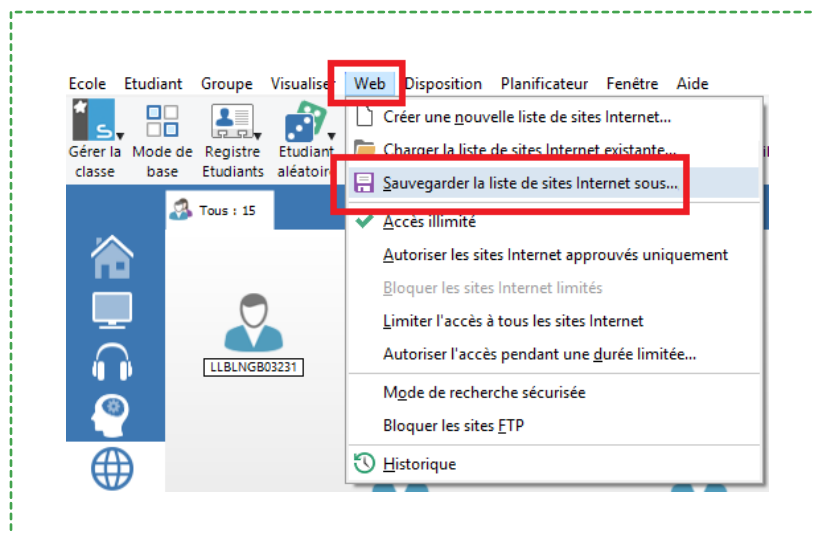 Ecole Etudiant Groupe Visualiser Web Disposition Planificateur Fenêtre Aide
Gérer la classe
Mode de base
Registre Etudiants
Etudiant aléatoire
Tous : 15
LLBLNGB03231
Créer une nouvelle liste de sites Internet...
Charger la liste de sites Internet existante...
Sauvegarder la liste de sites Internet sous...
Accès illimité
Autoriser les sites Internet approuvés uniquement
Bloquer les sites Internet limités
Limiter l'accès à tous les sites Internet
Autoriser l'accès pendant une durée limitée...
Mode de recherche sécurisée
Bloquer les sites FTP
Historique